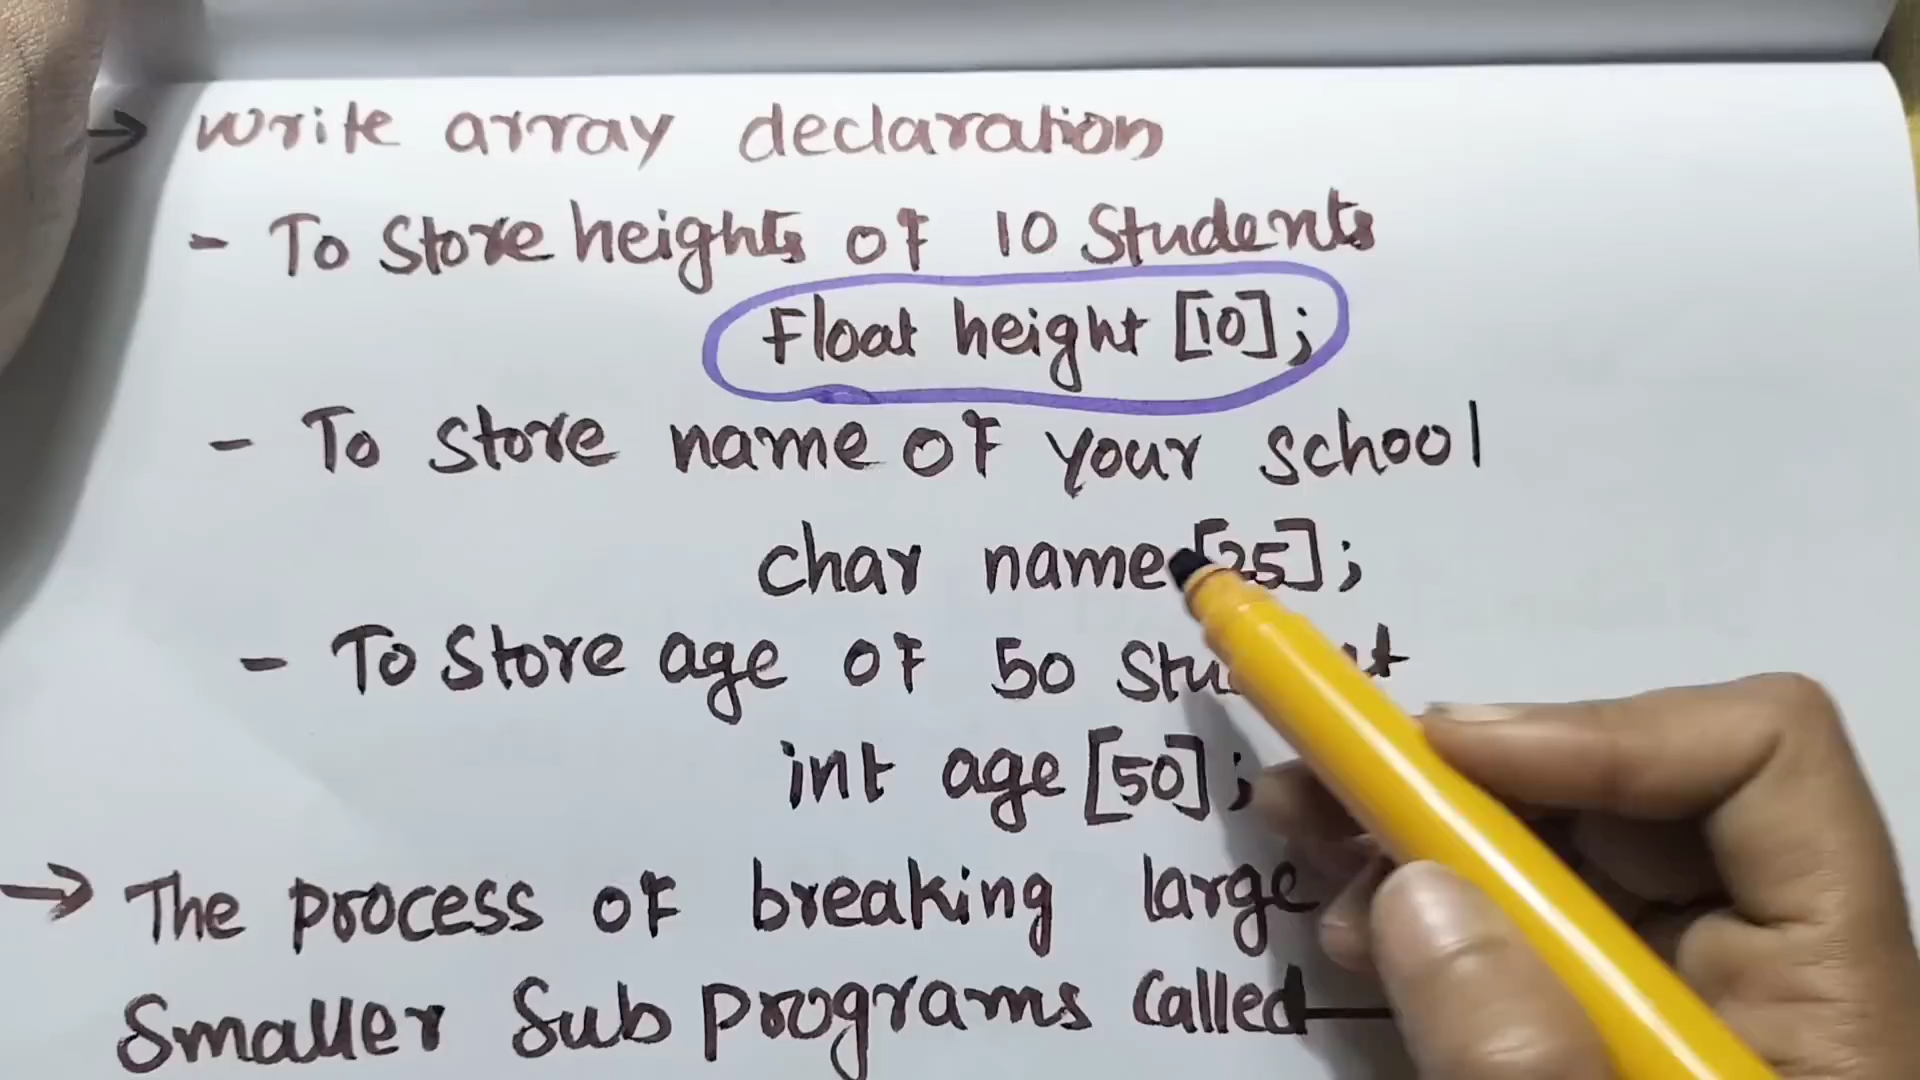 → Write array declaration
- To Store heights of 10 Students
Float height [10];
- To store name of your school
char name [25];
- To Store age of 50
int age [50];
→ The process of breaking large
Smaller Sub programs called